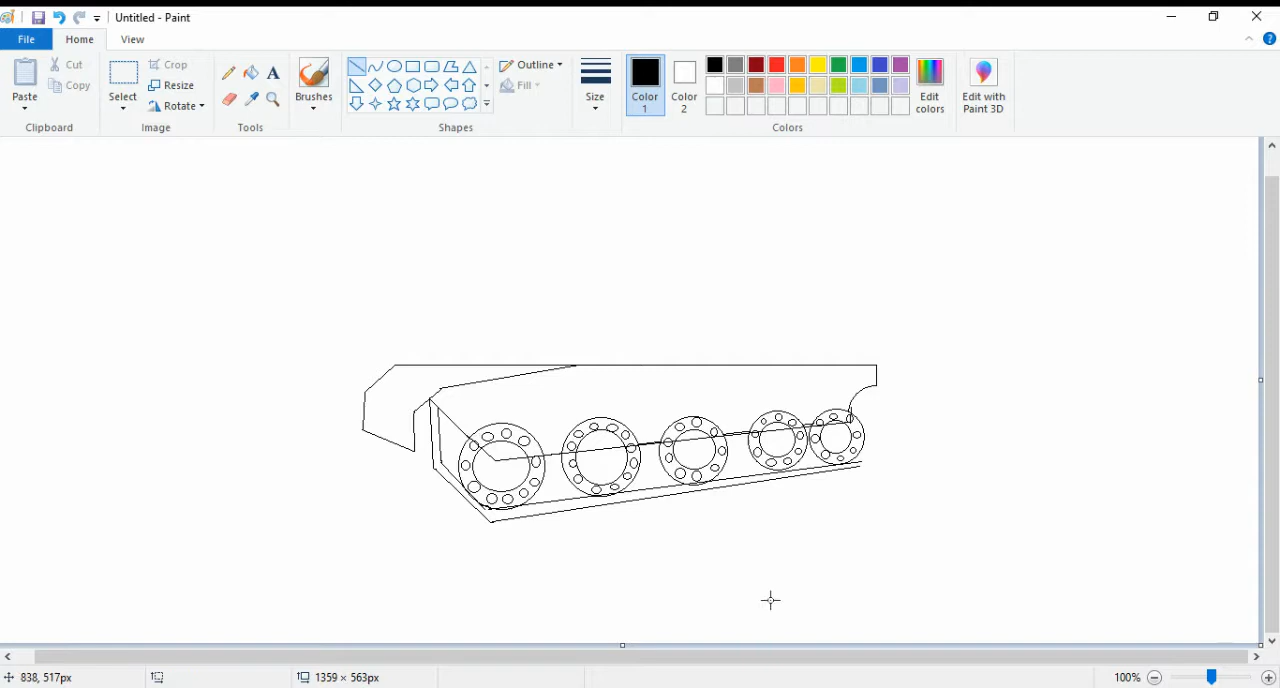 Untitled - Paint
File Home View
Paste
Cut
Copy
Clipboard
Select
Crop
Resize
Rotate
Image
A
Tools
Brushes
Shapes
Outline
Fill
Size
Color 1
Color 2
Colors
Edit colors
Edit with Paint 3D
838, 517px
1359 × 563px
100%